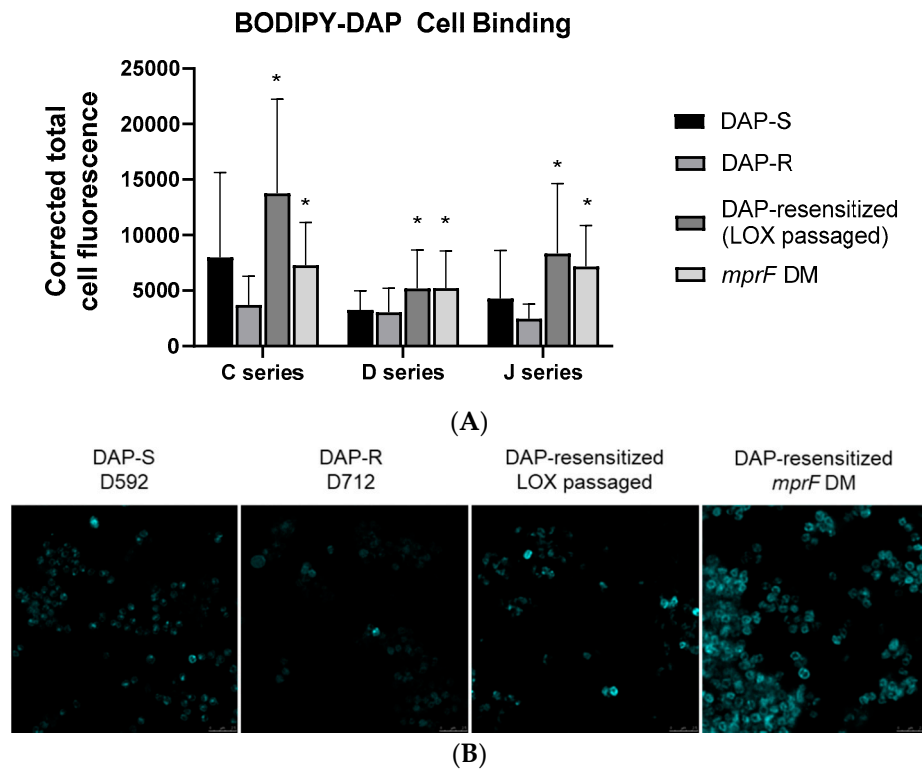 BODIPY-DAP Cell Binding
Corrected total
cell fluorescence
25000
20000
15000
10000
5000
0
*
*
*
*
*
*
C series
D series
J series
DAP-S
DAP-R
DAP-resensitized
(LOX passaged)
mprF DM
(A)
DAP-S
D592
DAP-R
D712
DAP-resensitized
LOX passaged
DAP-resensitized
mprF DM
(B)